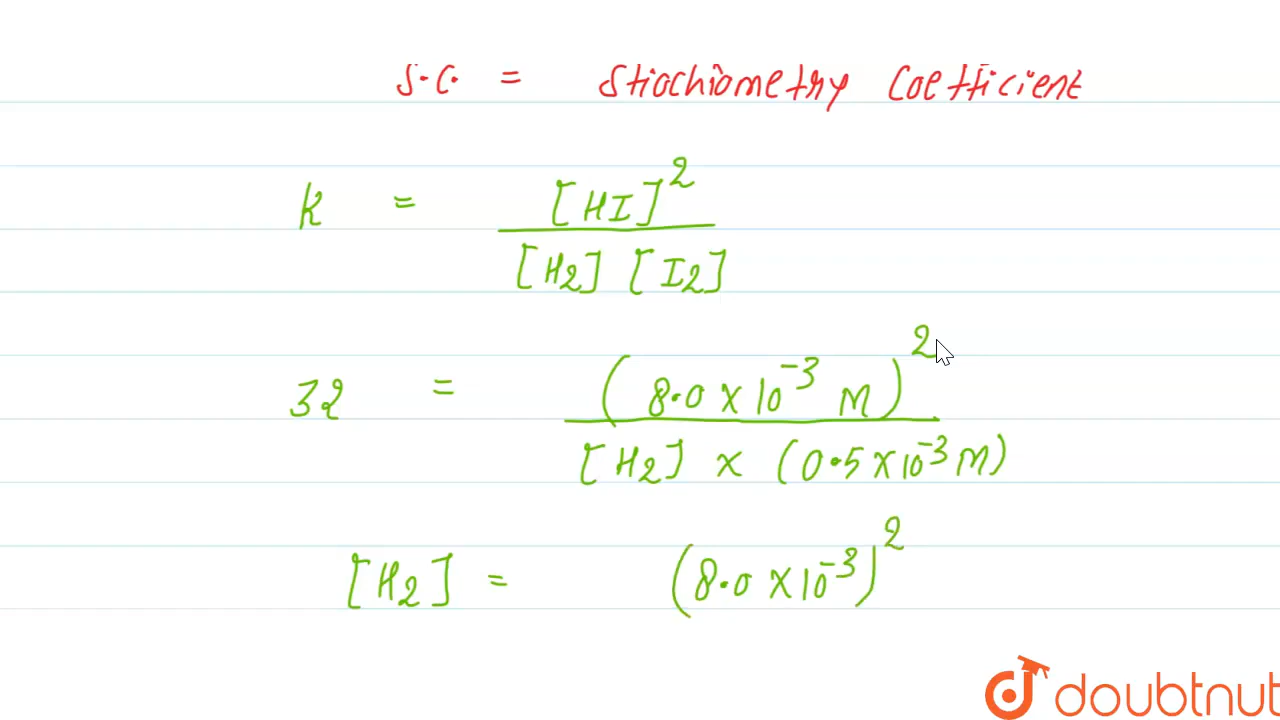 S.C. = Stiochiometry Coefficient
K = [HI]²
[H2] [I2]
32 = (8.0 × 10⁻³ M)²
[H2] × (0.5 × 10⁻³ M)
[H2] = (8.0 × 10⁻³)²
doubtnut